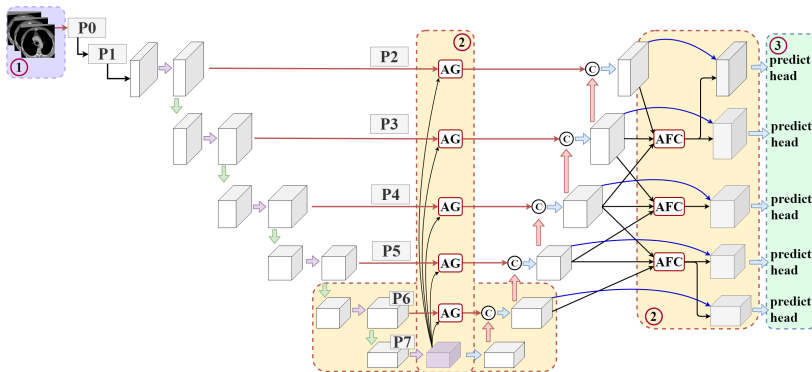 P0
1
P1
P2
2
3
AG
C
predict
head
P3
AG
C
AFC
predict
head
P4
AG
C
AFC
predict
head
P5
AG
C
AFC
predict
head
P6
AG
C
2
predict
head
P7